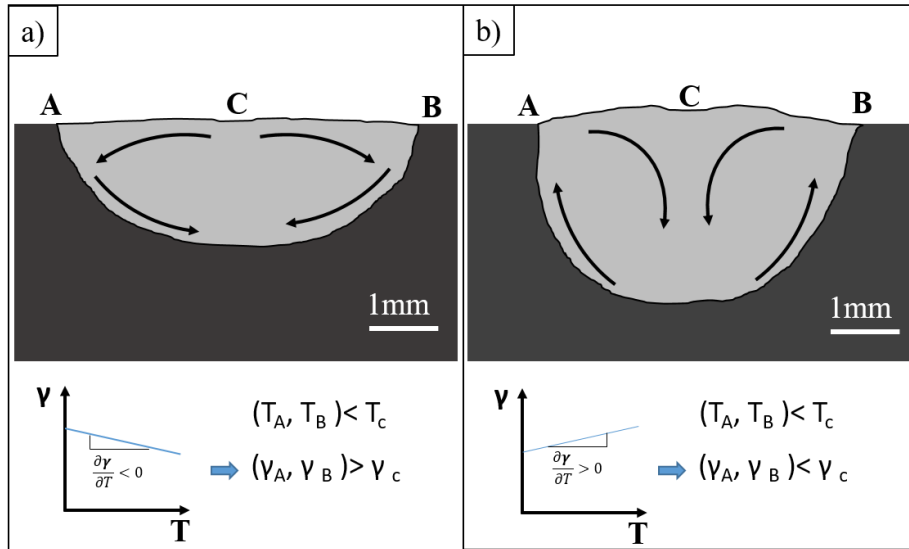 a)
A
C
B
1mm
γ
∂γ/∂T < 0
T
(T_A, T_B) < T_c
(γ_A, γ_B) > γ_c
b)
A
C
B
1mm
γ
∂γ/∂T > 0
T
(T_A, T_B) < T_c
(γ_A, γ_B) < γ_c